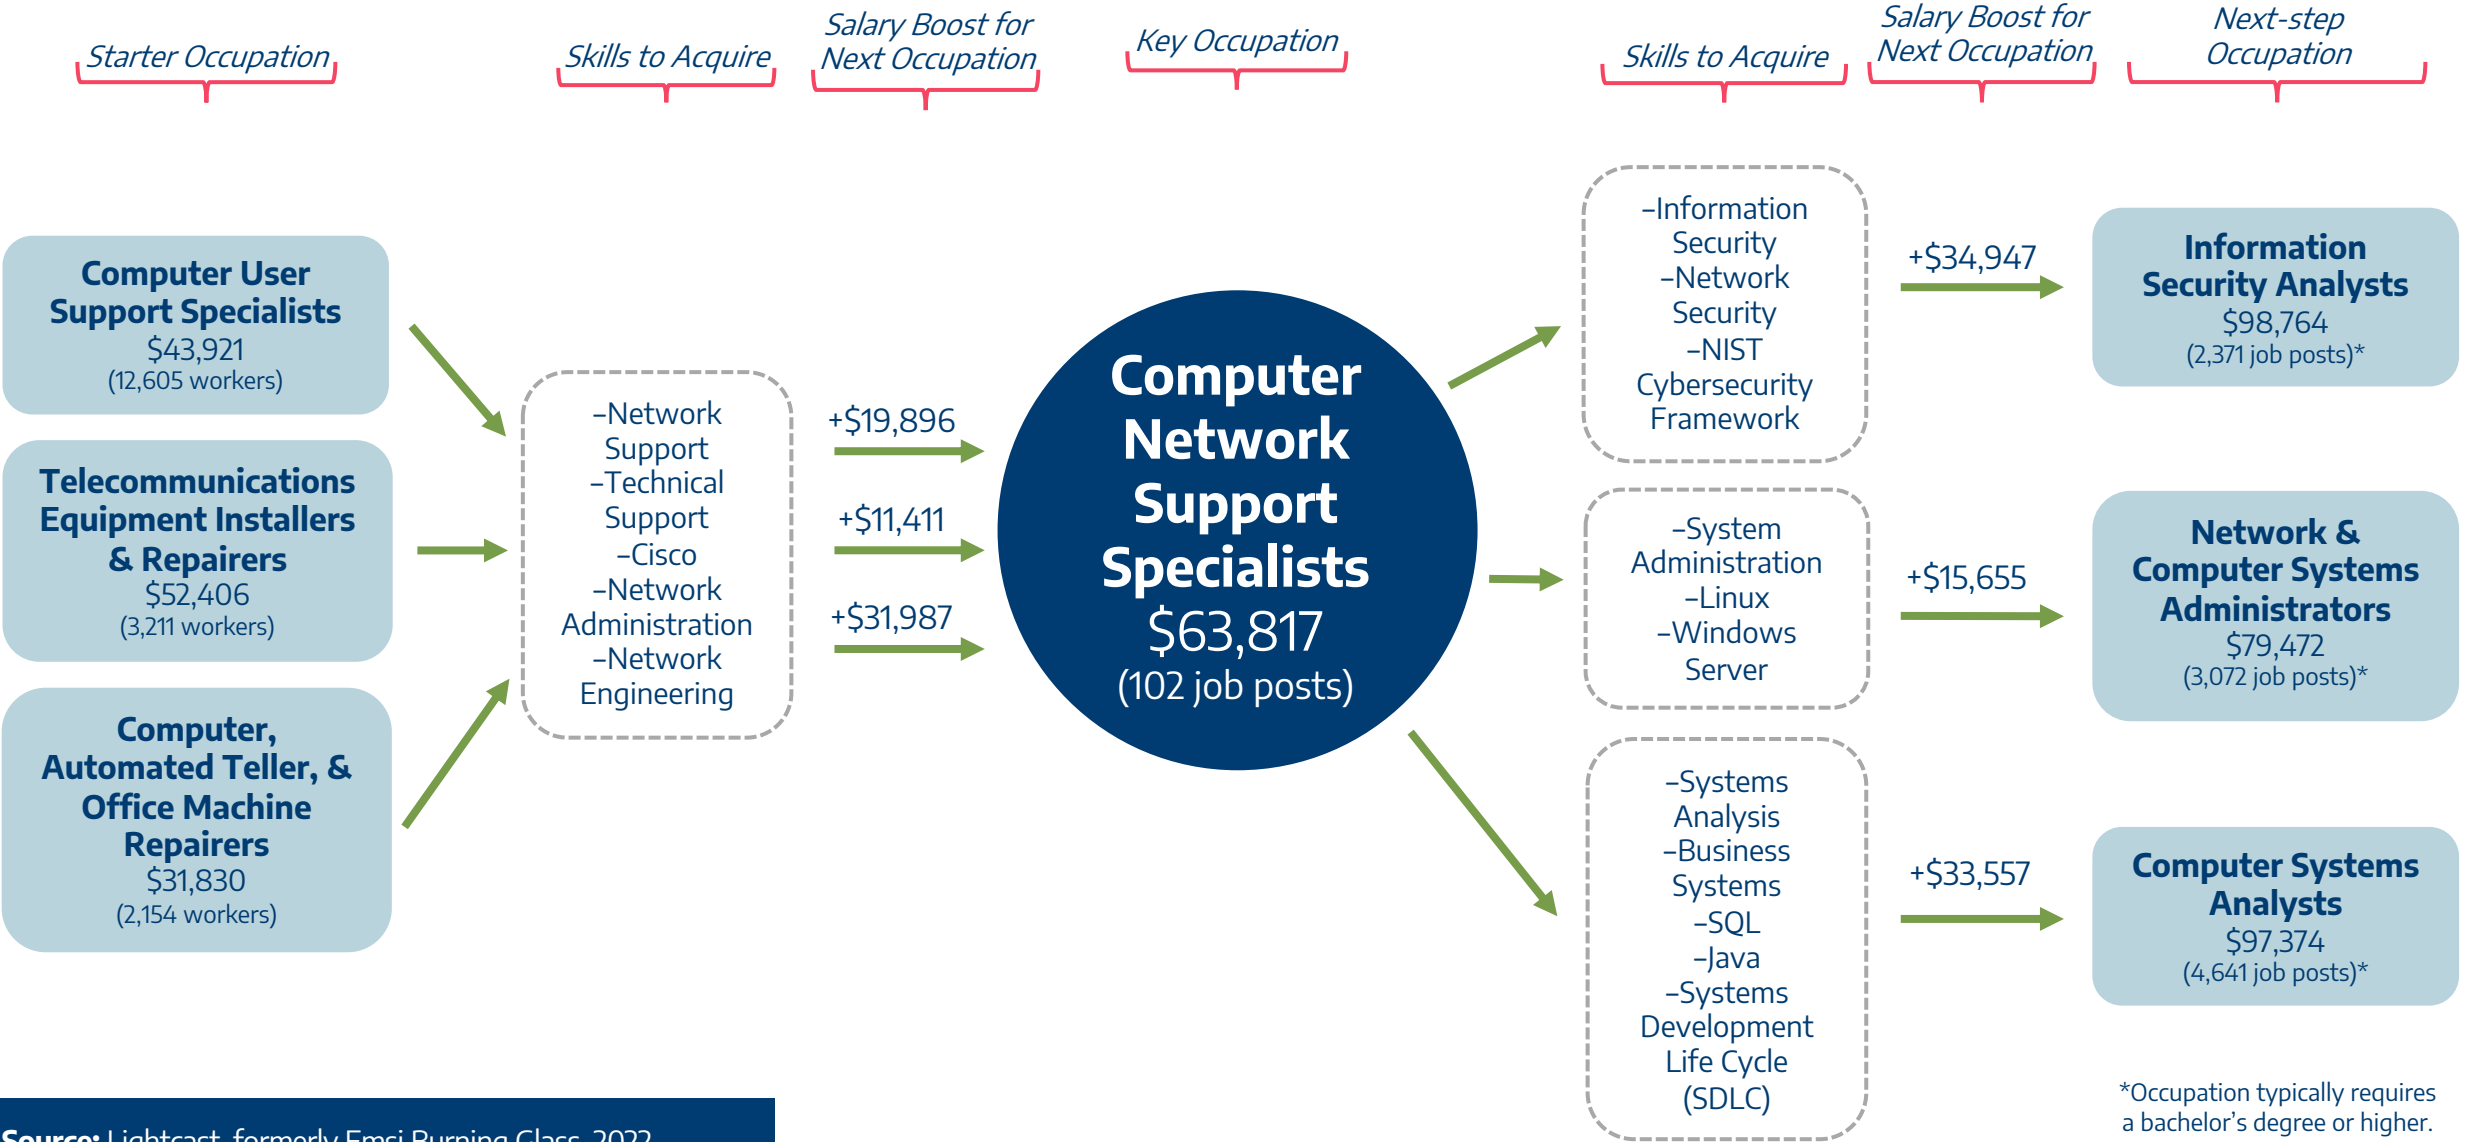 Starter Occupation
Skills to Acquire
Salary Boost for
Next Occupation
Key Occupation
Skills to Acquire
Salary Boost for
Next Occupation
Next-step
Occupation
Computer User
Support Specialists
$43,921
(12,605 workers)
Telecommunications
Equipment Installers
& Repairers
$52,406
(3,211 workers)
Computer,
Automated Teller, &
Office Machine
Repairers
$31,830
(2,154 workers)
–Network
Support
–Technical
Support
–Cisco
–Network
Administration
–Network
Engineering
+$19,896
+$11,411
+$31,987
Computer
Network
Support
Specialists
$63,817
(102 job posts)
–Information
Security
–Network
Security
–NIST
Cybersecurity
Framework
+$34,947
Information
Security Analysts
$98,764
(2,371 job posts)*
–System
Administration
–Linux
–Windows
Server
+$15,655
Network &
Computer Systems
Administrators
$79,472
(3,072 job posts)*
–Systems
Analysis
–Business
Systems
–SQL
–Java
–Systems
Development
Life Cycle
(SDLC)
+$33,557
Computer Systems
Analysts
$97,374
(4,641 job posts)*
*Occupation typically requires
a bachelor's degree or higher.
Source: Lightcast, formerly Emsi Burning Glass, 2022